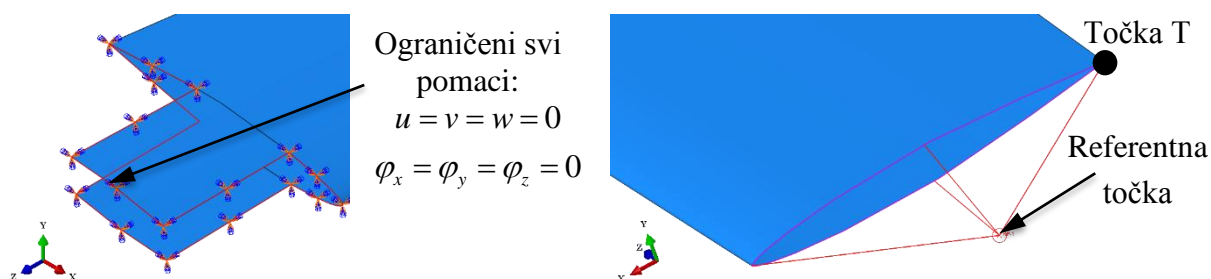 Ograničeni svi
pomaci:
u = v = w = 0
φx = φy = φz = 0
Y
Z
X
Točka T
Referentna
točka
Y
Z
X